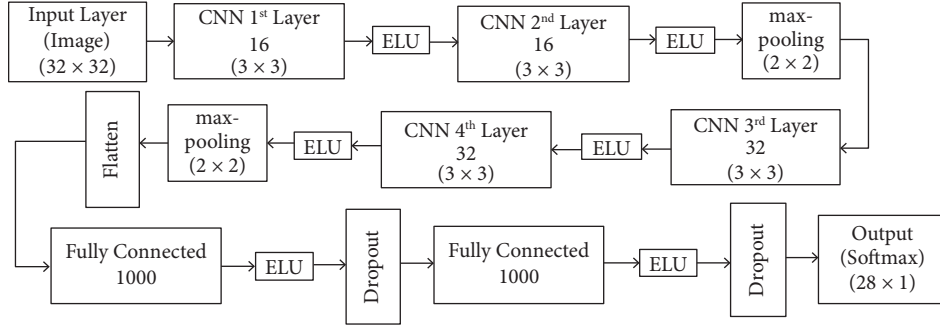 Input Layer
(Image)
(32 × 32)
CNN 1st Layer
16
(3 × 3)
ELU
CNN 2nd Layer
16
(3 × 3)
ELU
max-
pooling
(2 × 2)
CNN 3rd Layer
32
(3 × 3)
ELU
CNN 4th Layer
32
(3 × 3)
ELU
max-
pooling
(2 × 2)
Flatten
Fully Connected
1000
ELU
Dropout
Fully Connected
1000
ELU
Dropout
Output
(Softmax)
(28 × 1)